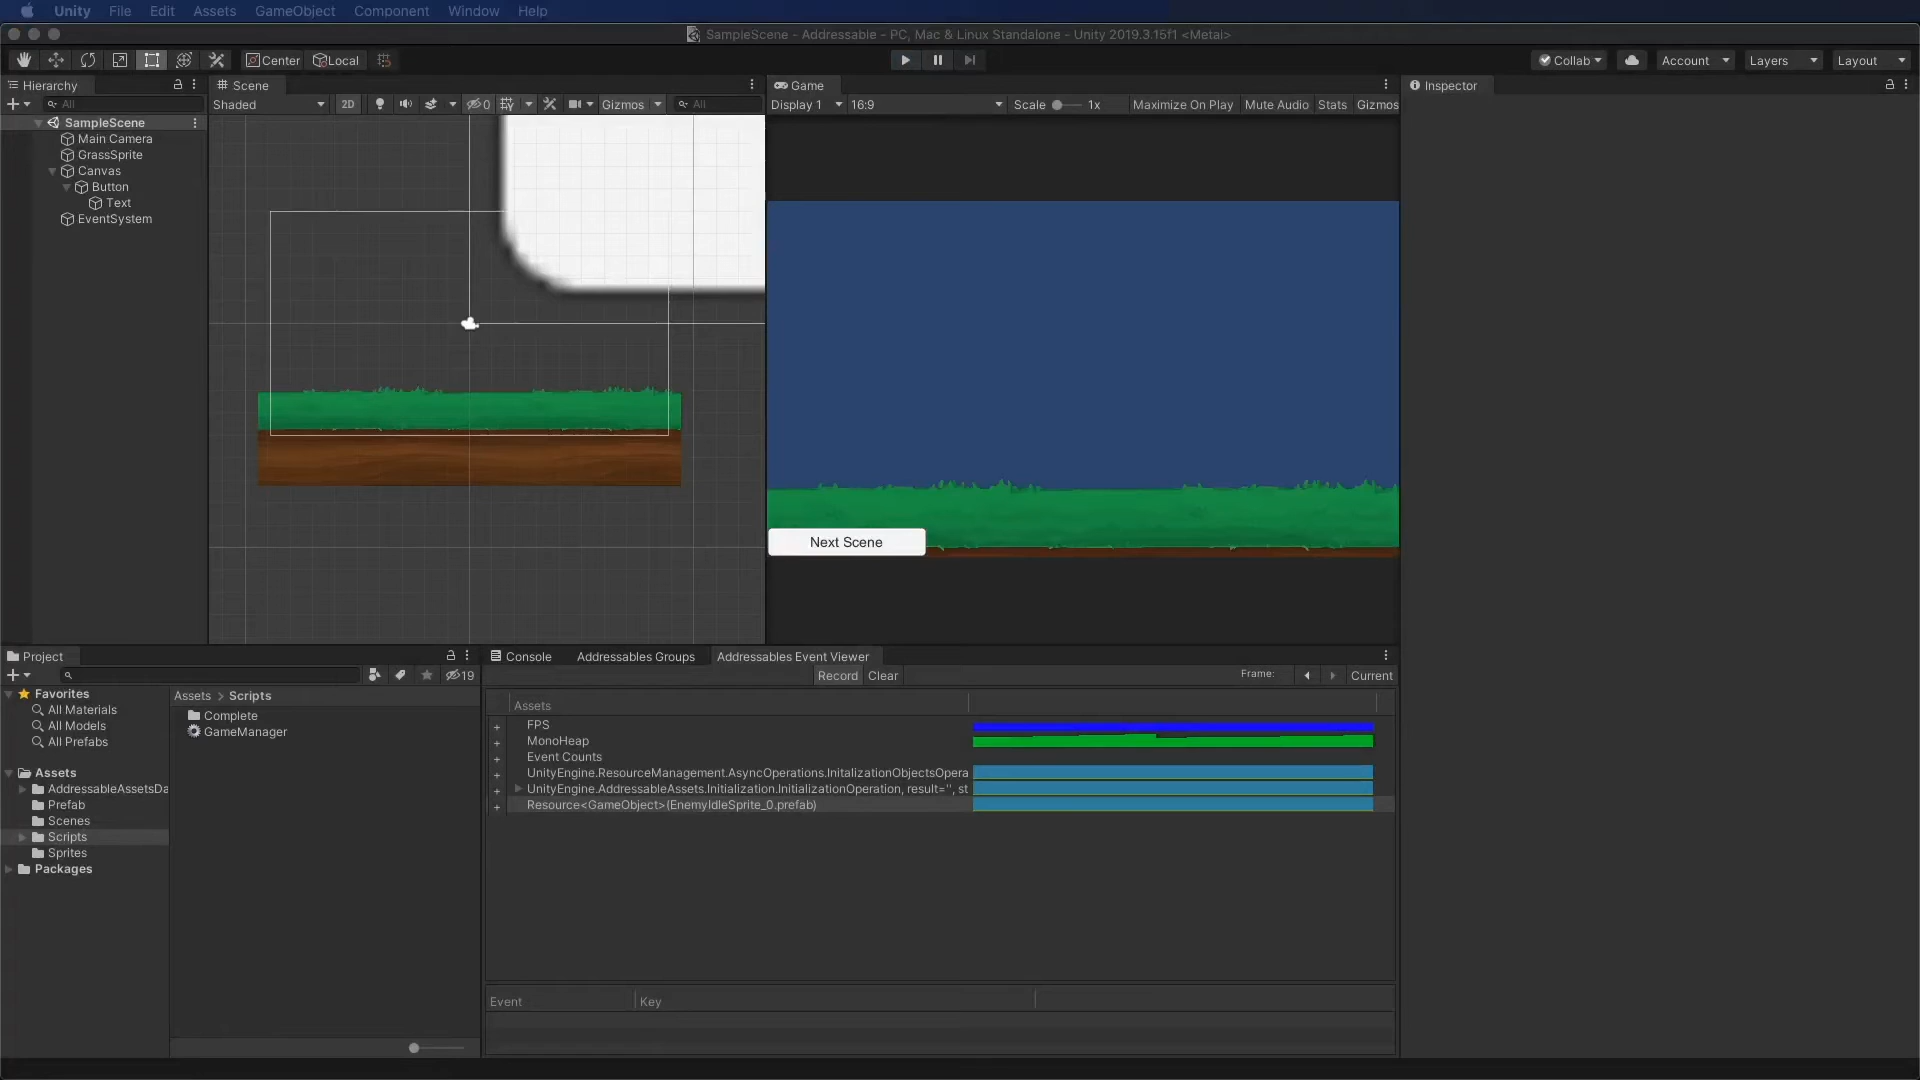 Unity File Edit Assets GameObject Component Window Help
SampleScene - Addressable - PC, Mac & Linux Standalone - Unity 2019.3.15f1 <Metal>
Center Local
Collab Account Layers Layout
Hierarchy
All
SampleScene
Main Camera
GrassSprite
Canvas
Button
Text
EventSystem
Scene
Shaded 2D 0 Gizmos All
Game
Display 1 16:9 Scale 1x Maximize On Play Mute Audio Stats Gizmos
Next Scene
Inspector
Project
19
Favorites
All Materials
All Models
All Prefabs
Assets
AddressableAssetsDa
Prefab
Scenes
Scripts
Sprites
Packages
Assets > Scripts
Complete
GameManager
Console Addressables Groups Addressables Event Viewer
Record Clear Frame: Current
Assets
FPS
MonoHeap
Event Counts
UnityEngine.ResourceManagement.AsyncOperations.InitalizationObjectsOpera
UnityEngine.AddressableAssets.Initialization.InitializationOperation, result='', st
Resource<GameObject>(EnemyIdleSprite_0.prefab)
Event Key